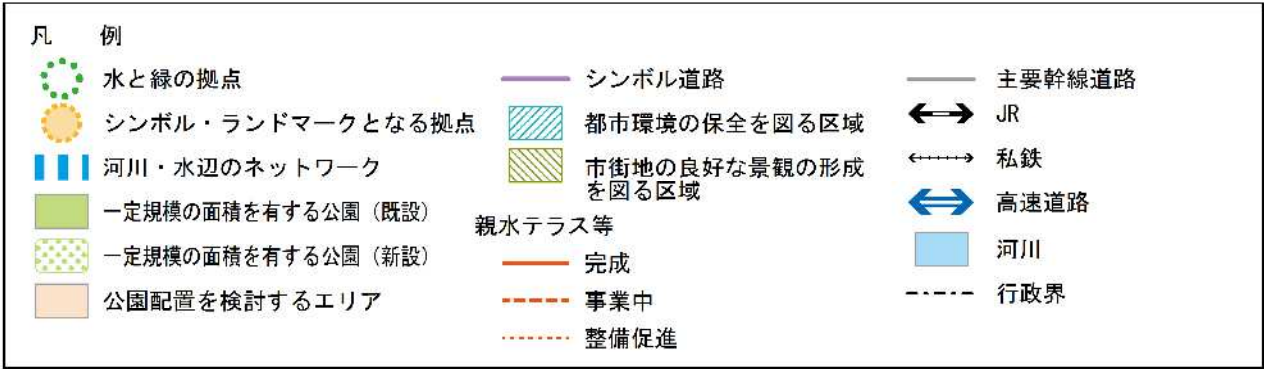 凡　例
水と緑の拠点
シンボル・ランドマークとなる拠点
河川・水辺のネットワーク
一定規模の面積を有する公園（既設）
一定規模の面積を有する公園（新設）
公園配置を検討するエリア
シンボル道路
都市環境の保全を図る区域
市街地の良好な景観の形成
を図る区域
親水テラス等
完成
事業中
整備促進
主要幹線道路
JR
私鉄
高速道路
河川
行政界